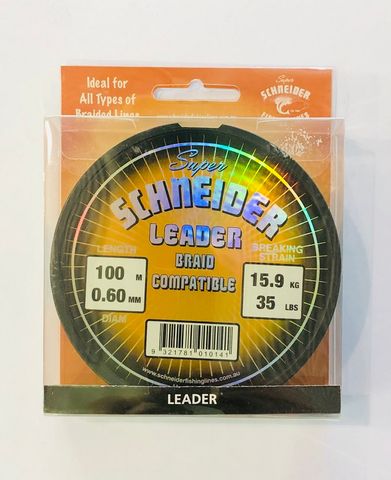 Ideal for
All Types of
Braided Lines
Super
SCHNEIDER
Super
SCHNEIDER
LEADER
BRAID
COMPATIBLE
LENGTH
100 M
0.60 MM
DIAM
BREAKING
STRAIN
15.9 KG
35 LBS
9 321781 010141
www.schneiderfishinglines.com.au
LEADER